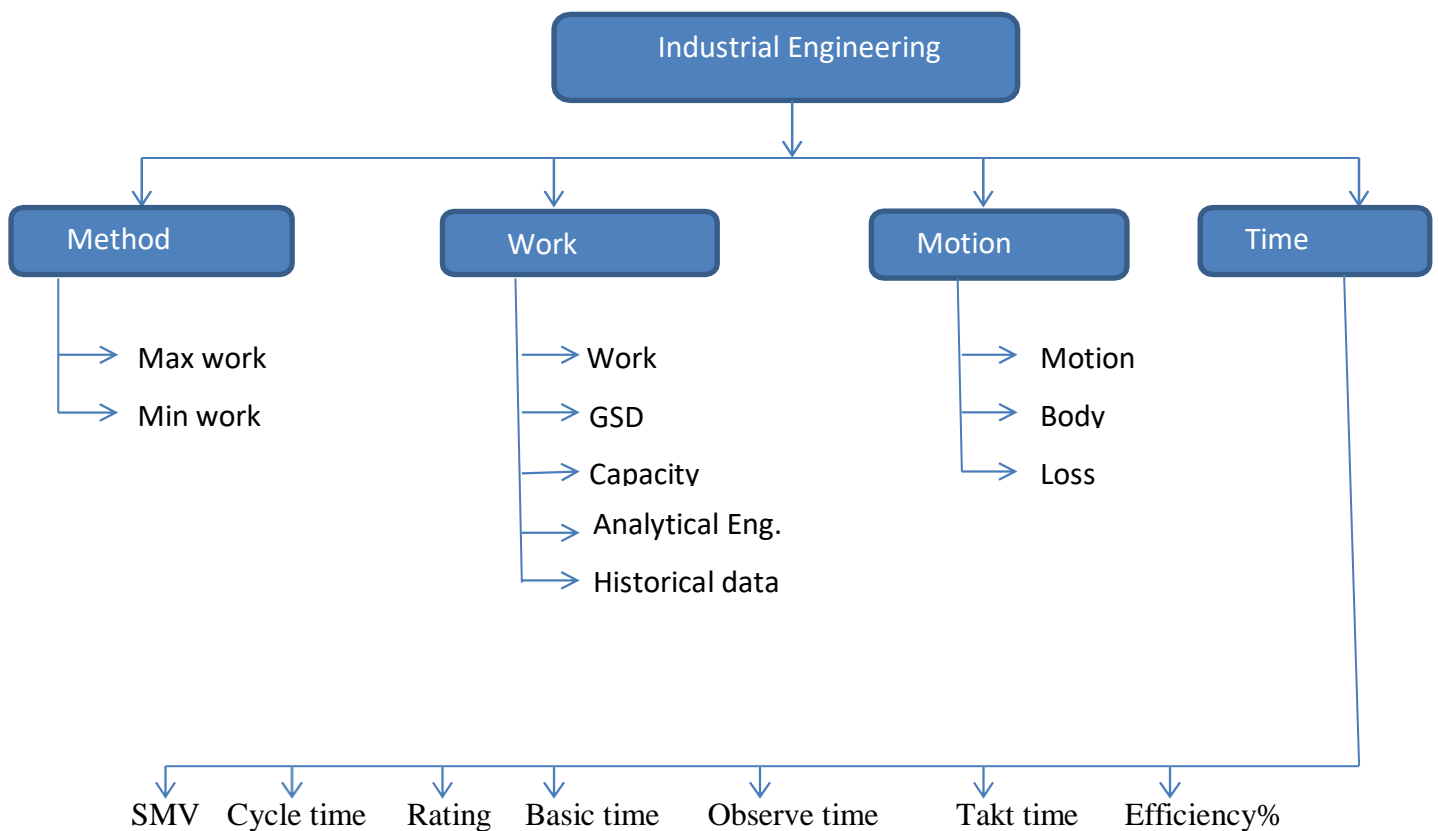 Industrial Engineering
Method
Work
Motion
Time
Max work
Min work
Work
GSD
Capacity
Analytical Eng.
Historical data
Motion
Body
Loss
SMV Cycle time Rating Basic time Observe time Takt time Efficiency%